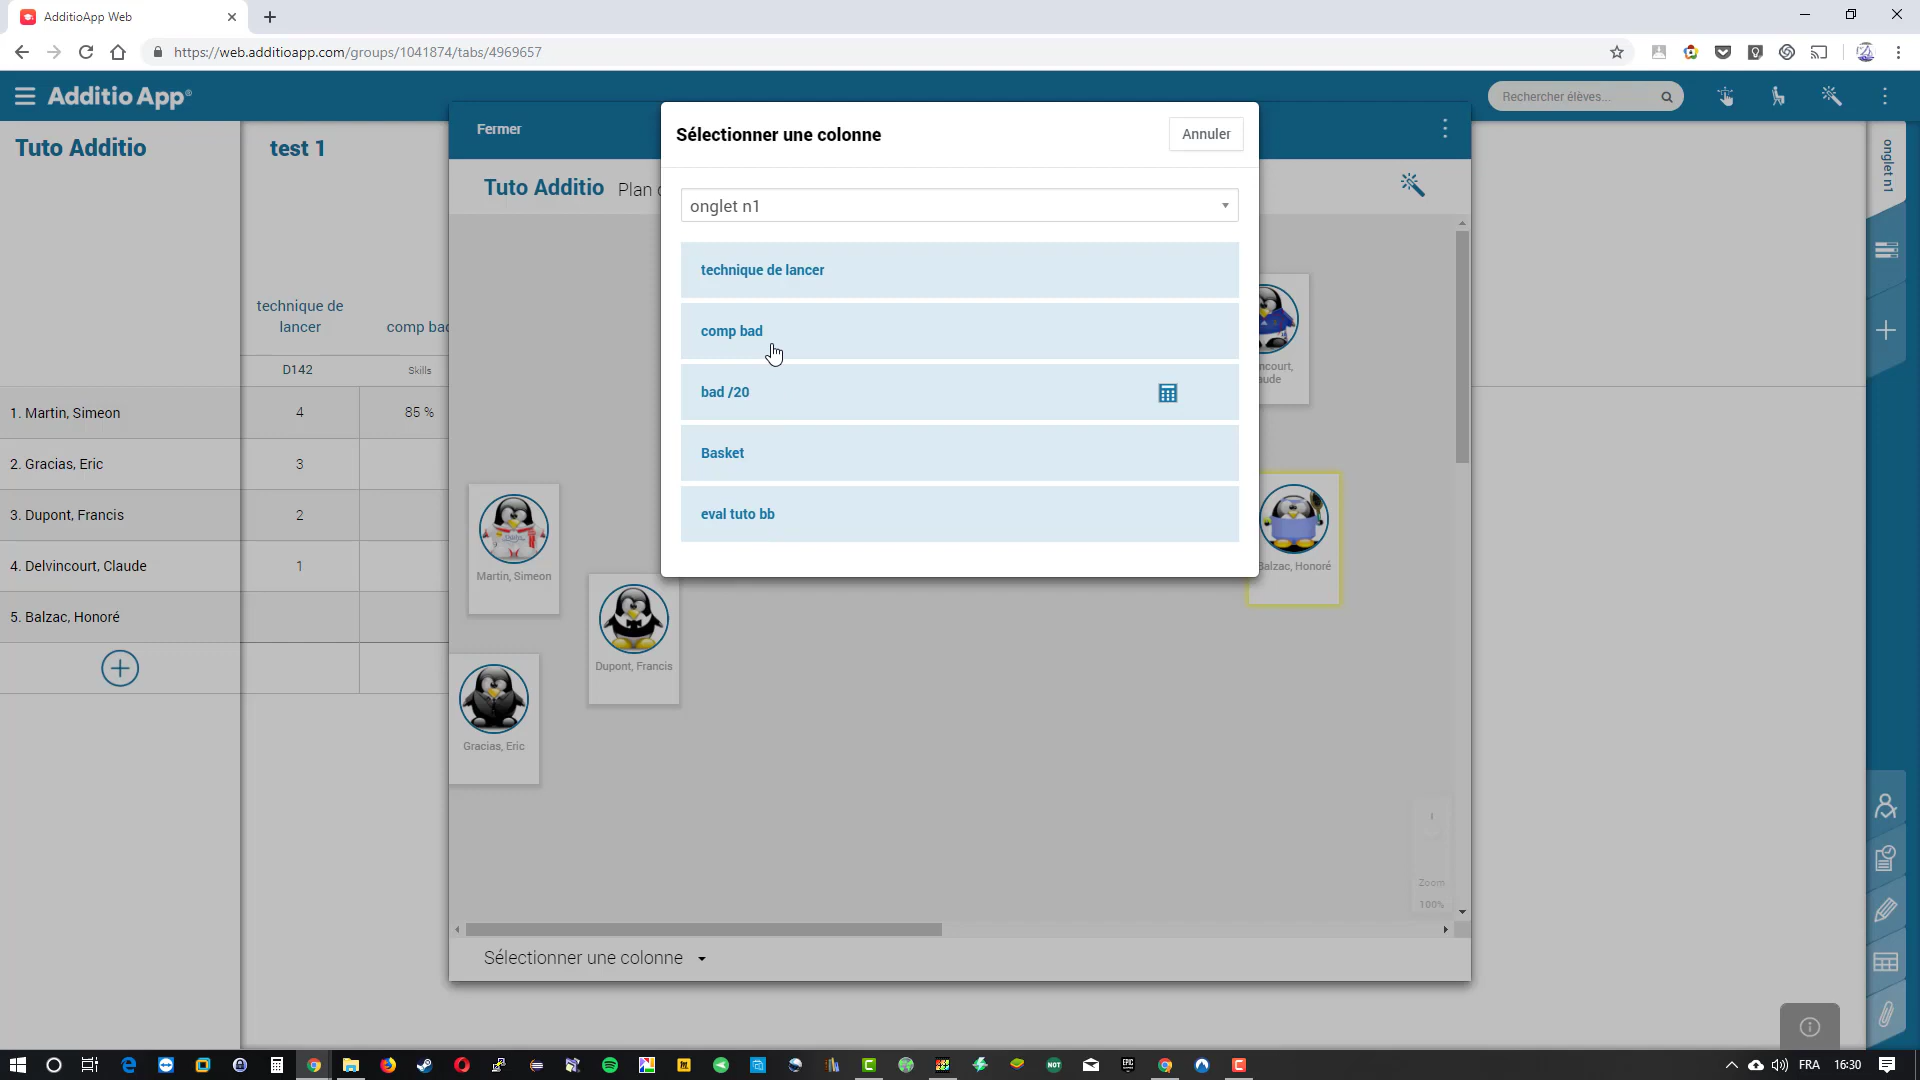 AdditioApp Web
https://web.additioapp.com/groups/1041874/tabs/4969657
Additio App®
Rechercher élèves...
Tuto Additio
test 1
technique de
lancer
comp bad
D142
Skills
1. Martin, Simeon
4
85 %
2. Gracias, Eric
3
3. Dupont, Francis
2
4. Delvincourt, Claude
1
5. Balzac, Honoré
Fermer
Tuto Additio
Plan
Sélectionner une colonne
Annuler
onglet n1
technique de lancer
comp bad
bad /20
Basket
eval tuto bb
ncourt,
aude
Martin, Simeon
Dupont, Francis
Gracias, Eric
Balzac, Honoré
Zoom
100%
Sélectionner une colonne
onglet n1
FRA
16:30